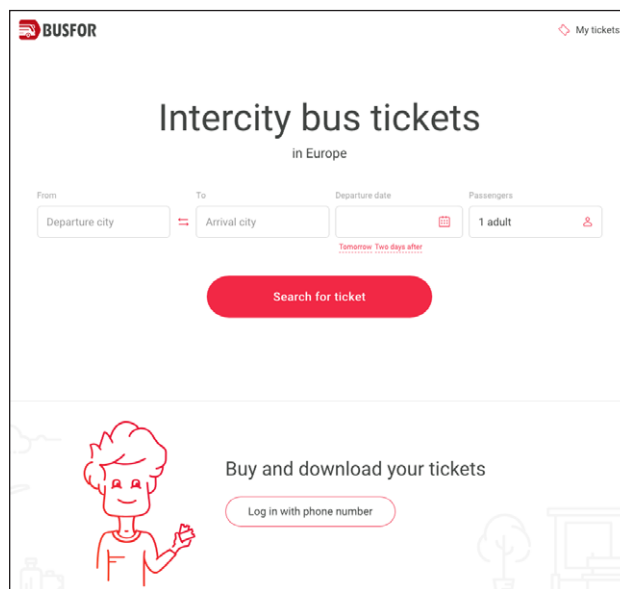 BUSFOR
My tickets
Intercity bus tickets
in Europe
From
To
Departure date
Passengers
Departure city
Arrival city
1 adult
Tomorrow Two days after
Search for ticket
Buy and download your tickets
Log in with phone number